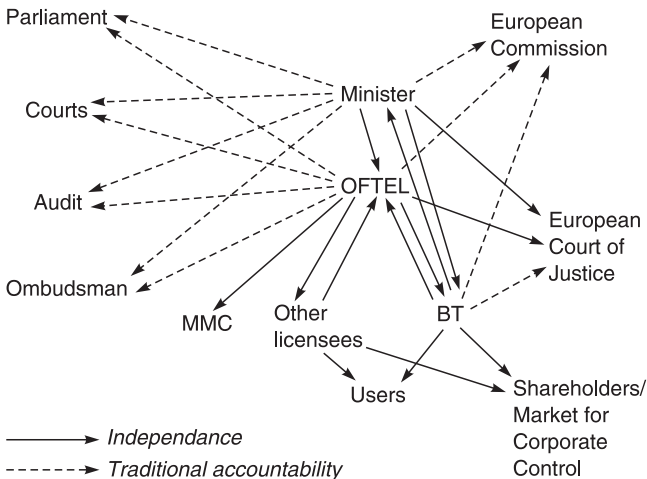 Parliament
European
Commission
Minister
Courts
OFTEL
Audit
European
Court of
Justice
Ombudsman
MMC
Other
licensees
BT
Users
Shareholders/
Market for
Corporate
Control
Independance
Traditional accountability